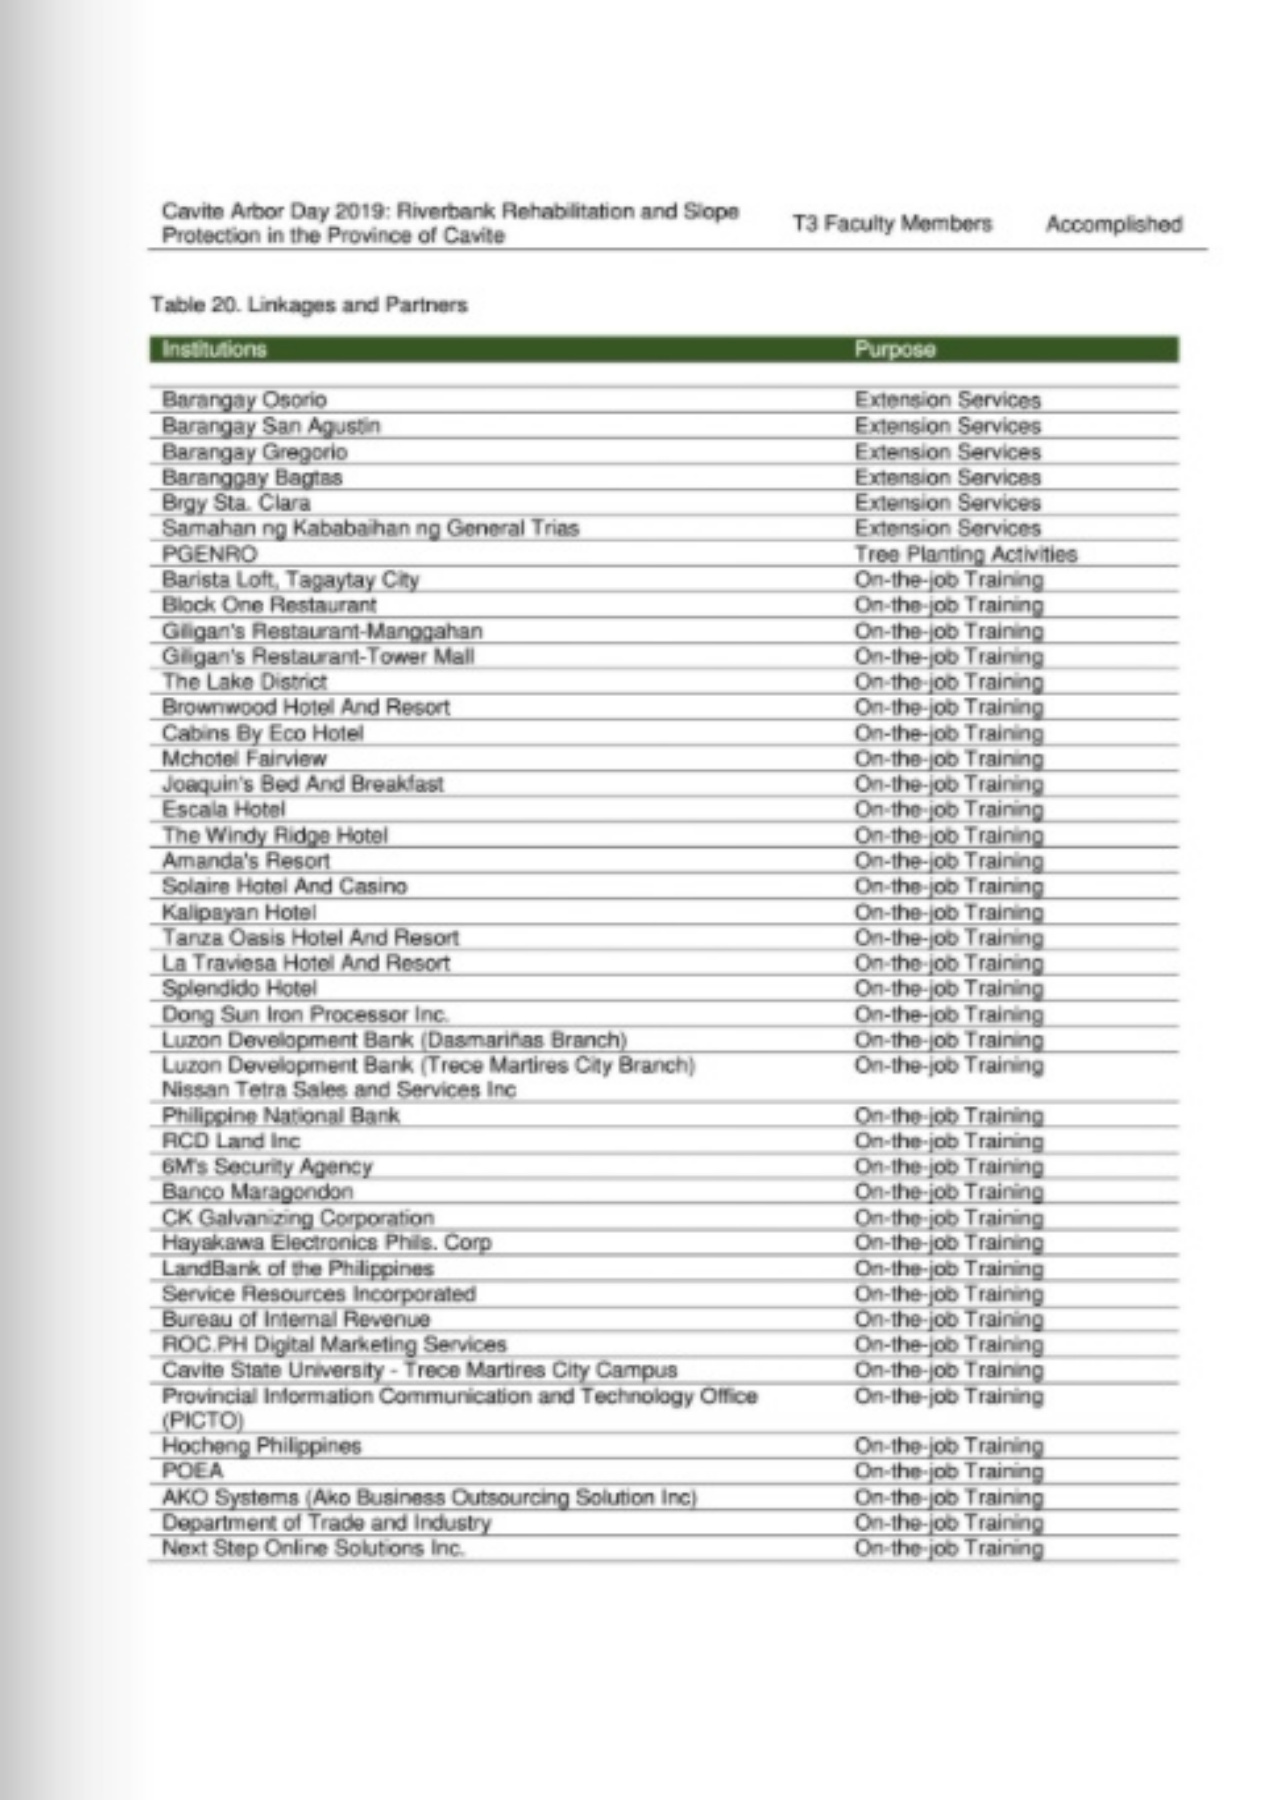 Cavite Arbor Day 2019: Riverbank Rehabilitation and Slope
Protection in the Province of Cavite
T3 Faculty Members
Accomplished
Table 20. Linkages and Partners
Institutions Purpose
Barangay Osorio Extension Services
Barangay San Agustin Extension Services
Barangay Gregorio Extension Services
Baranggay Bagtas Extension Services
Brgy Sta. Clara Extension Services
Samahan ng Kababaihan ng General Trias Extension Services
PGENRO Tree Planting Activities
Barista Loft, Tagaytay City On-the-job Training
Block One Restaurant On-the-job Training
Giligan's Restaurant-Manggahan On-the-job Training
Giligan's Restaurant-Tower Mall On-the-job Training
The Lake District On-the-job Training
Brownwood Hotel And Resort On-the-job Training
Cabins By Eco Hotel On-the-job Training
Mchotel Fairview On-the-job Training
Joaquin's Bed And Breakfast On-the-job Training
Escala Hotel On-the-job Training
The Windy Ridge Hotel On-the-job Training
Amanda's Resort On-the-job Training
Solaire Hotel And Casino On-the-job Training
Kalipayan Hotel On-the-job Training
Tanza Oasis Hotel And Resort On-the-job Training
La Traviesa Hotel And Resort On-the-job Training
Splendido Hotel On-the-job Training
Dong Sun Iron Processor Inc. On-the-job Training
Luzon Development Bank (Dasmariñas Branch) On-the-job Training
Luzon Development Bank (Trece Martires City Branch) On-the-job Training
Nissan Tetra Sales and Services Inc
Philippine National Bank On-the-job Training
RCD Land Inc On-the-job Training
6M's Security Agency On-the-job Training
Banco Maragondon On-the-job Training
CK Galvanizing Corporation On-the-job Training
Hayakawa Electronics Phils. Corp On-the-job Training
LandBank of the Philippines On-the-job Training
Service Resources Incorporated On-the-job Training
Bureau of Internal Revenue On-the-job Training
ROC.PH Digital Marketing Services On-the-job Training
Cavite State University - Trece Martires City Campus On-the-job Training
Provincial Information Communication and Technology Office On-the-job Training
(PICTO)
Hocheng Philippines On-the-job Training
POEA On-the-job Training
AKO Systems (Ako Business Outsourcing Solution Inc) On-the-job Training
Department of Trade and Industry On-the-job Training
Next Step Online Solutions Inc. On-the-job Training